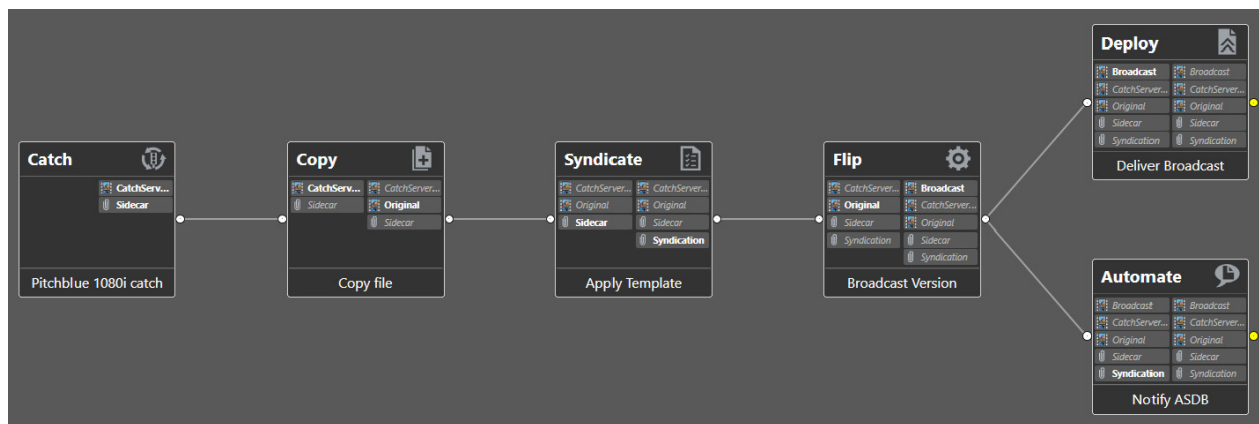 Catch
CatchServ...
Sidecar
Pitchblue 1080i catch
Copy
CatchServ... CatchServer...
Sidecar Original
Sidecar
Copy file
Syndicate
CatchServer... CatchServer...
Original Original
Sidecar Sidecar
Syndication
Apply Template
Flip
CatchServer... Broadcast
Original CatchServer...
Sidecar Original
Syndication Sidecar
Syndication
Broadcast Version
Deploy
Broadcast Broadcast
CatchServer... CatchServer...
Original Original
Sidecar Sidecar
Syndication Syndication
Deliver Broadcast
Automate
Broadcast Broadcast
CatchServer... CatchServer...
Original Original
Sidecar Sidecar
Syndication Syndication
Notify ASDB